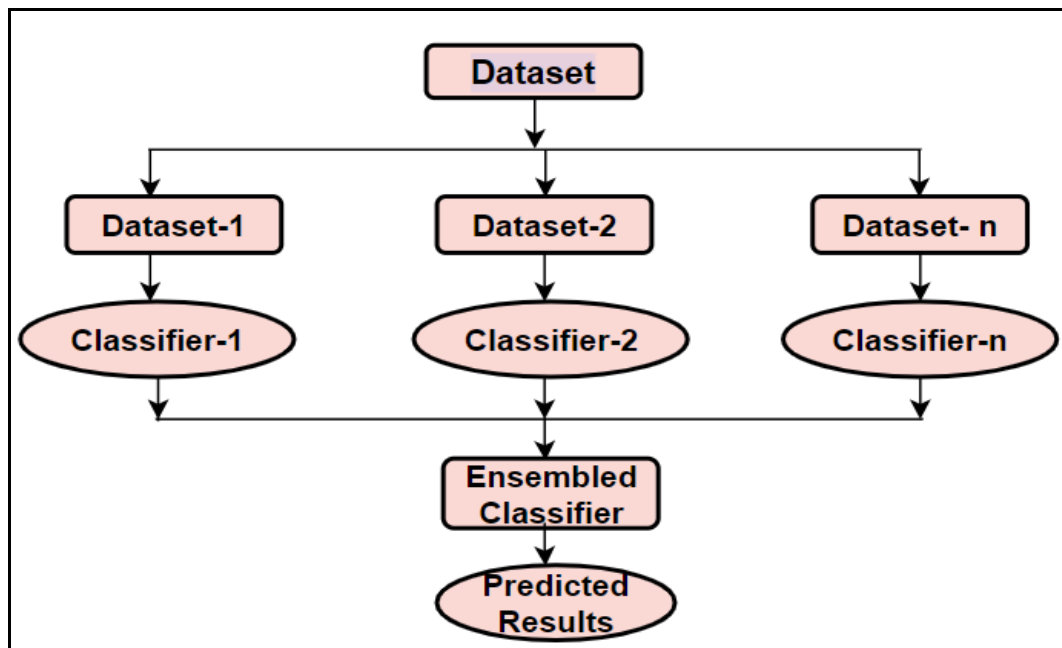 Dataset
Dataset-1
Dataset-2
Dataset- n
Classifier-1
Classifier-2
Classifier-n
Ensembled
Classifier
Predicted
Results